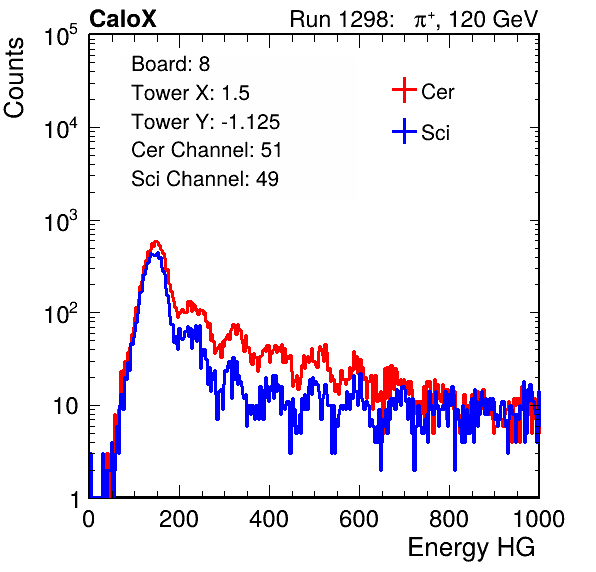 CaloX Run 1298: π⁺, 120 GeV
Board: 8
Tower X: 1.5
Tower Y: -1.125
Cer Channel: 51
Sci Channel: 49
Cer
Sci
Counts
10⁵
10⁴
10³
10²
10
1
0 200 400 600 800 1000
Energy HG